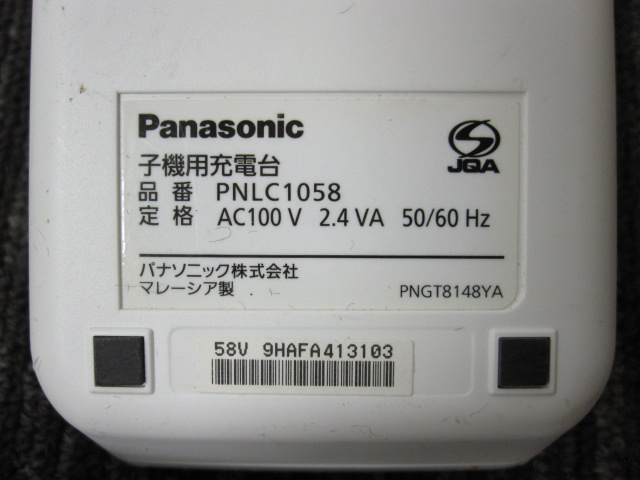 Panasonic
JQA
子機用充電台
品番 PNLC1058
定格 AC100 V 2.4 VA 50/60 Hz
パナソニック株式会社
マレーシア製 PNGT8148YA
58V 9HAFA413103